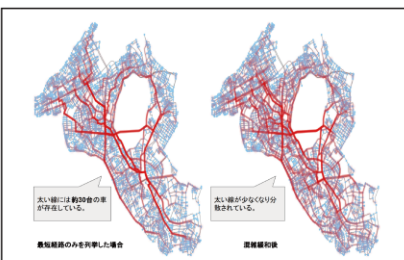 太い線には約30台の車
が存在している。
太い線が少なくなり分
散されている。
最短経路のみを列挙した場合
混雑緩和後